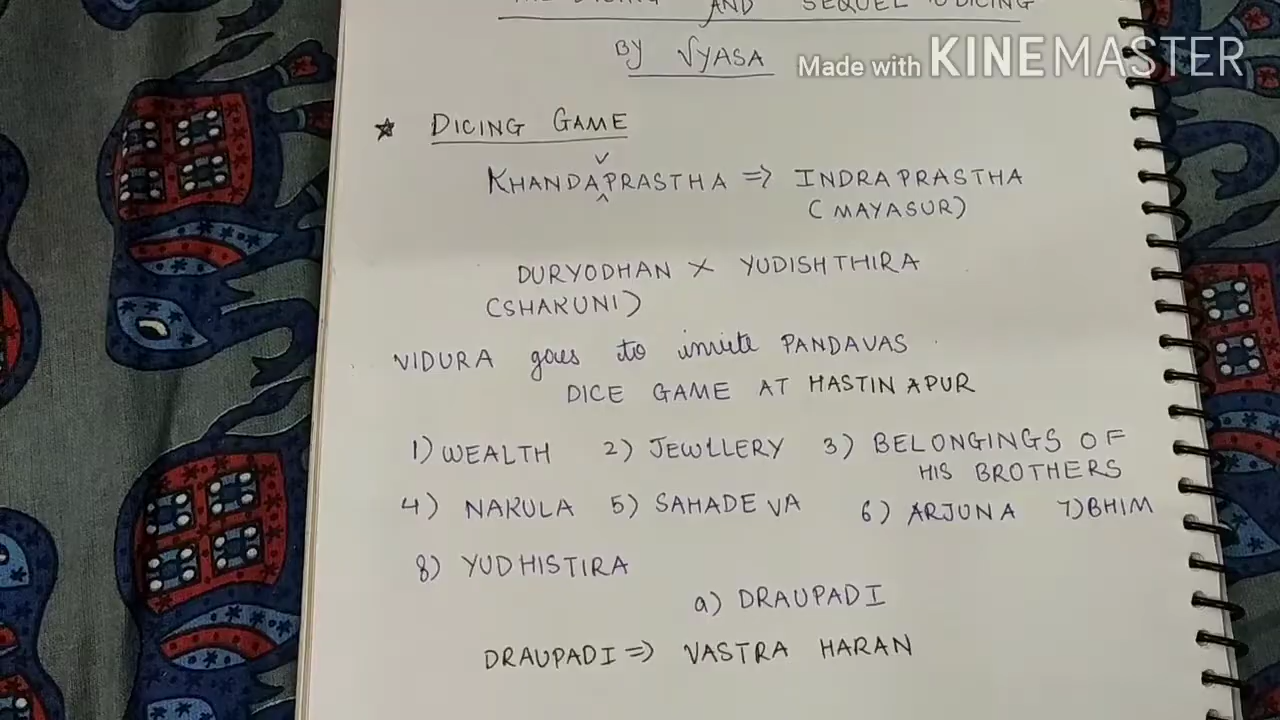 THE DICING AND SEQUEL TO DICING
BY VYASA
Made with KINEMASTER
☆ DICING GAME
KHANDAPRASTHA => INDRAPRASTHA
(MAYASUR)
DURYODHAN X YUDISHTHIRA
(SHAKUNI)
VIDURA goes to invite PANDAVAS
DICE GAME AT HASTINAPUR
1) WEALTH 2) JEWLLERY 3) BELONGINGS OF
HIS BROTHERS
4) NAKULA 5) SAHADEVA 6) ARJUNA 7) BHIM
8) YUDHISTIRA
a) DRAUPADI
DRAUPADI => VASTRA HARAN